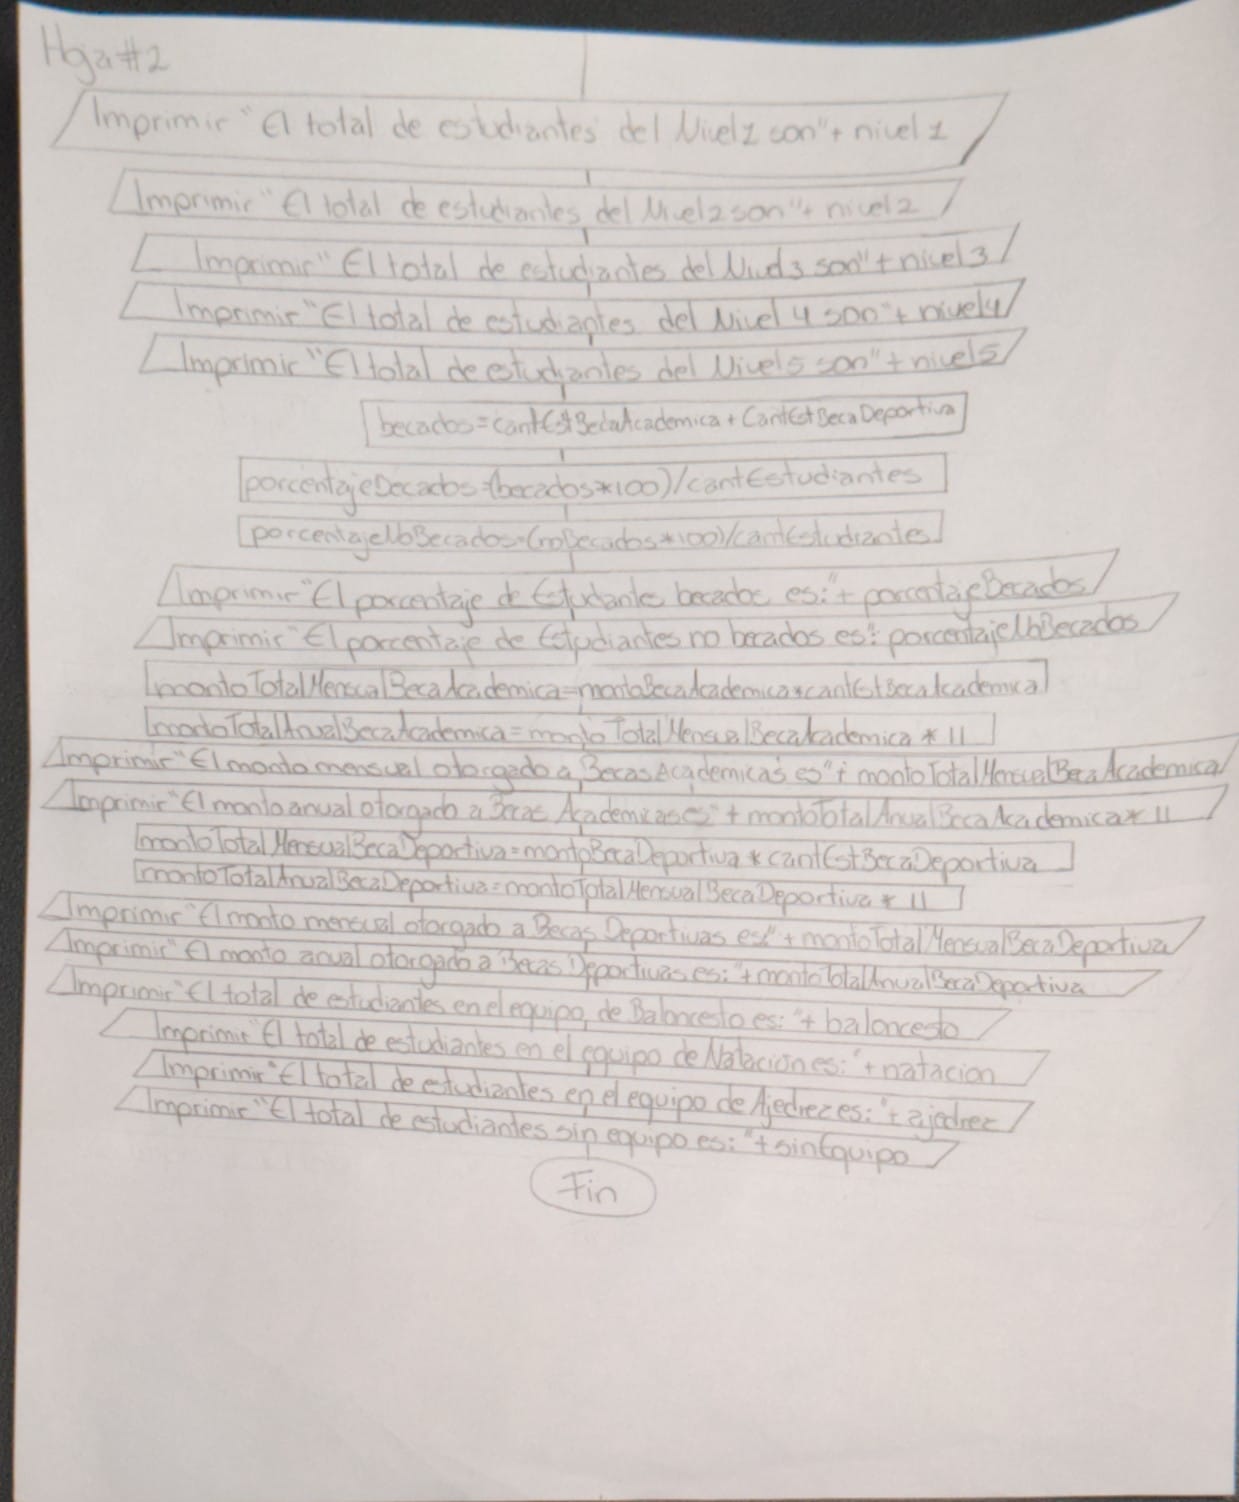 Hoja#2
Imprimir "El total de estudiantes del Nivel1 son"+ nivel 1
Imprimir "El total de estudiantes del Nivel2 son"+ nivel2
Imprimir "El total de estudiantes del Nivel3 son"+nivel3
Imprimir "El total de estudiantes del Nivel 4 son"+ nivel4
Imprimir "El total de estudiantes del Nivel5 son"+nivel5
becados=cantEstBecaAcademica+CantEstBecaDeportiva
porcentajeBecados=(becados*100)/cantEstudiantes
porcentajeNoBecados=(noBecados*100)/cantEstudiantes
Imprimir "El porcentaje de Estudiantes becados es:"+ porcentajeBecados
Imprimir "El porcentaje de Estudiantes no becados es": porcentajeNoBecados
montoTotalMensualBecaAcademica=montoBecaAcademica*cantEstBecaAcademica
montoTotalAnualBecaAcademica=montoTotalMensualBecaAcademica * 11
Imprimir "El monto mensual otorgado a Becas Academicas es"+ montoTotalMensualBecaAcademica
Imprimir "El monto anual otorgado a Becas Academicas es" + montoTotalAnualBecaAcademica * 11
montoTotalMensualBecaDeportiva=montoBecaDeportiva * cantEstBecaDeportiva
montoTotalAnualBecaDeportiva=montoTotalMensualBecaDeportiva * 11
Imprimir "El monto mensual otorgado a Becas Deportivas es:"+montoTotalMensualBecaDeportiva
Imprimir "El monto anual otorgado a Becas Deportivas es:"+montoTotalAnualBecaDeportiva
Imprimir "El total de estudiantes en el equipo de Baloncesto es:"+ baloncesto
Imprimir "El total de estudiantes en el equipo de Natacion es:"+natacion
Imprimir "El total de estudiantes en el equipo de Ajedrez es:"+ ajedrez
Imprimir "El total de estudiantes sin equipo es:"+sinEquipo
Fin